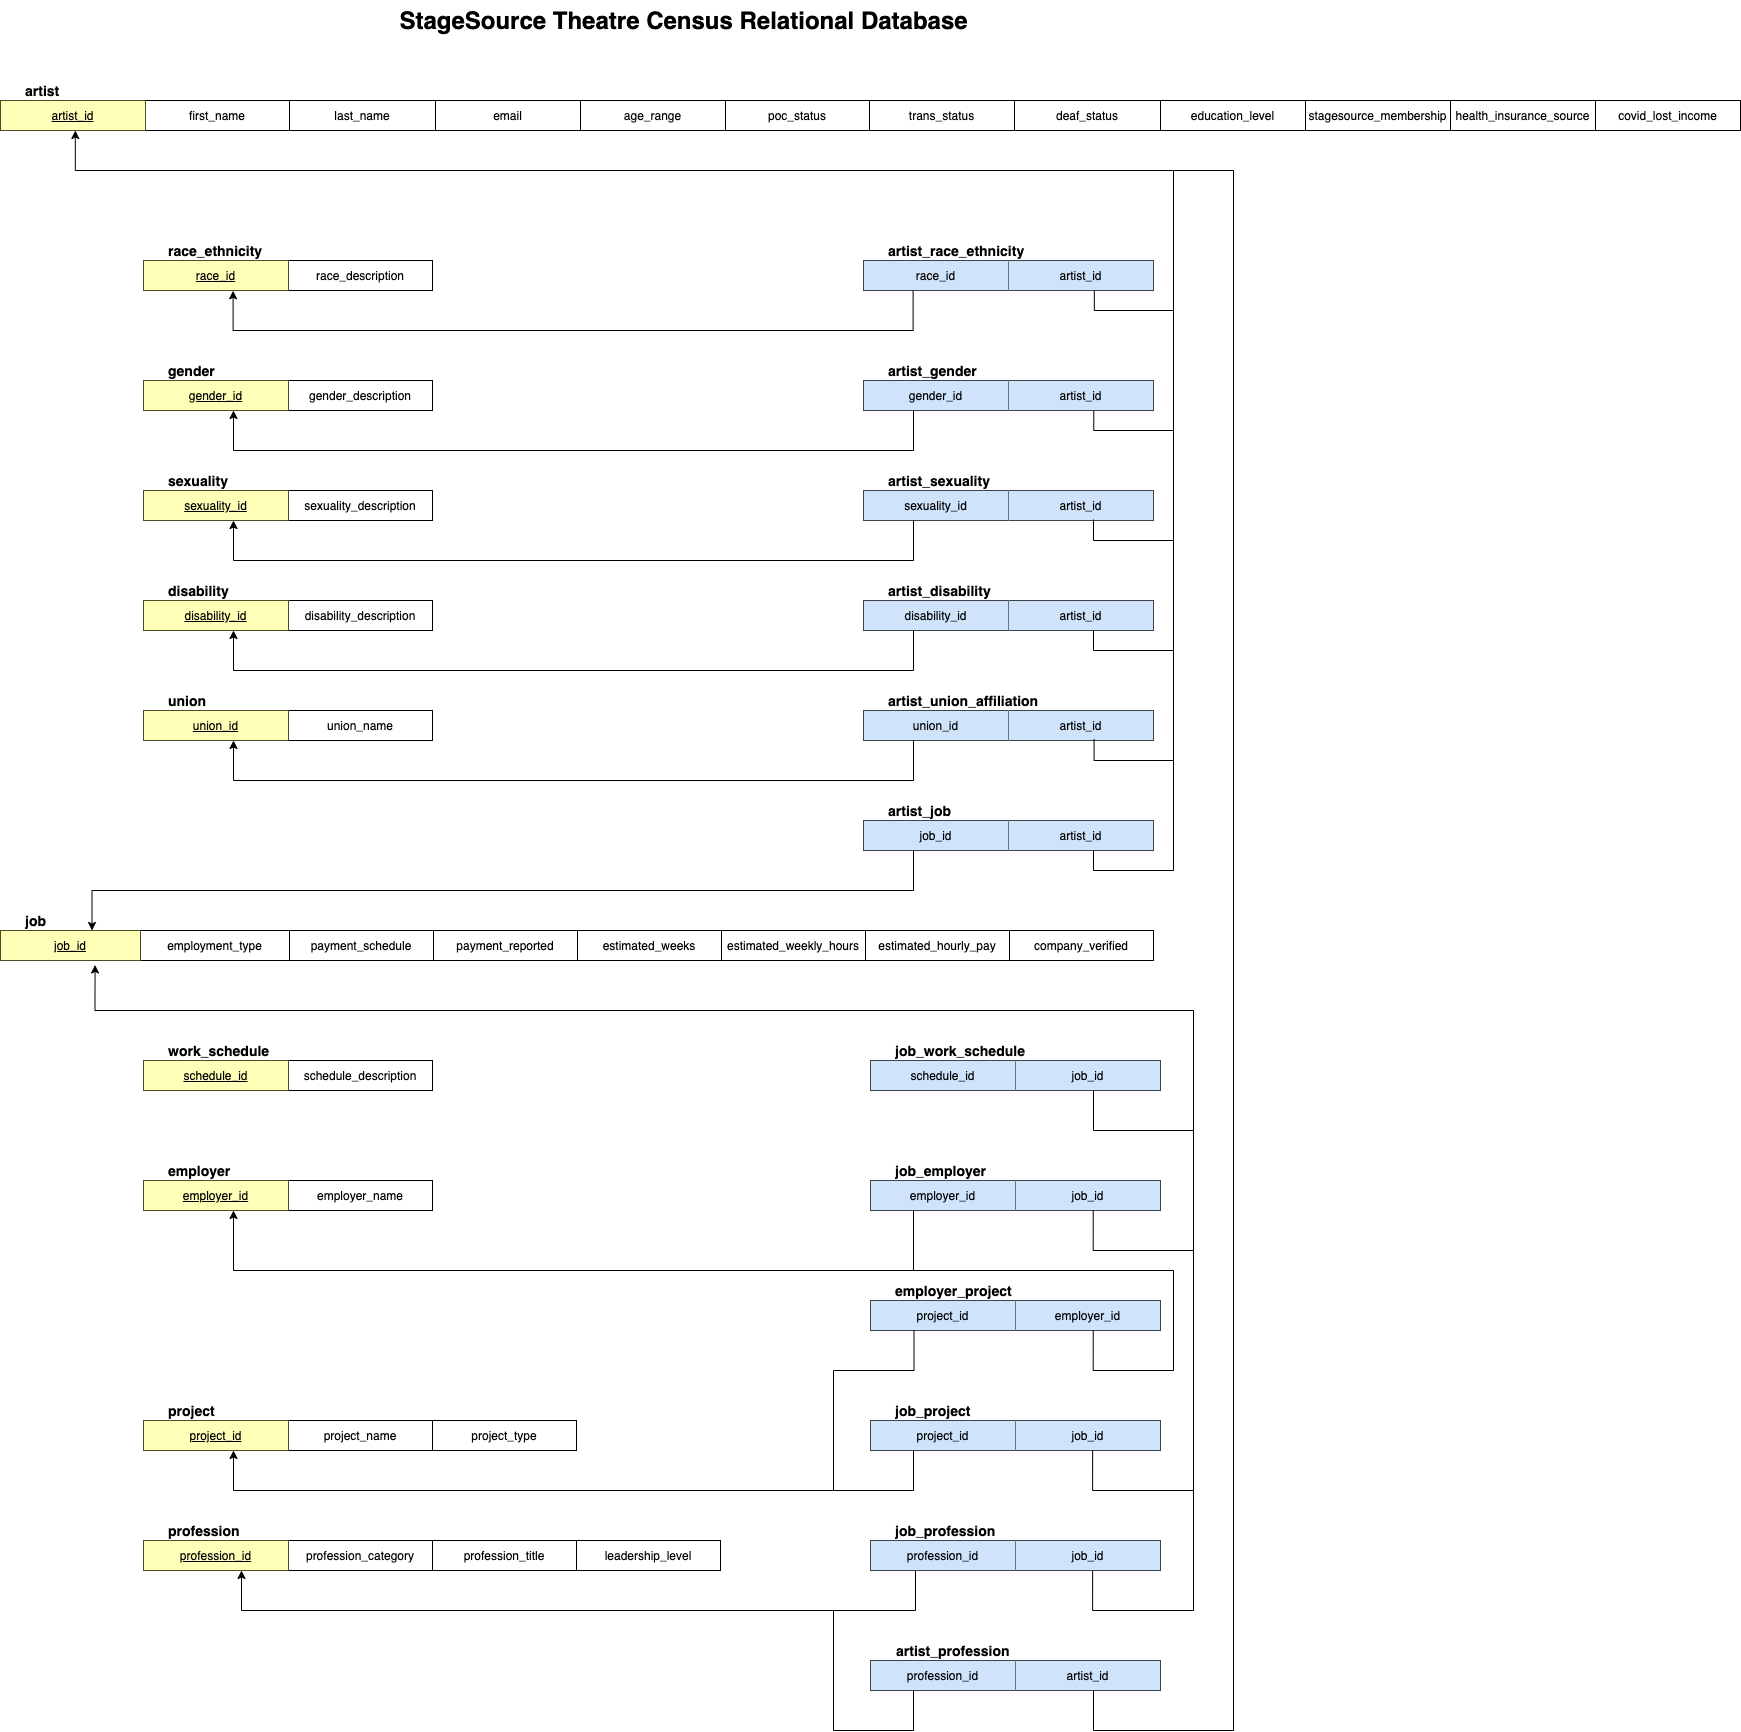 StageSource Theatre Census Relational Database
artist
artist_id first_name last_name email age_range poc_status trans_status deaf_status education_level stagesource_membership health_insurance_source covid_lost_income
race_ethnicity artist_race_ethnicity
race_id race_description race_id artist_id
gender artist_gender
gender_id gender_description gender_id artist_id
sexuality artist_sexuality
sexuality_id sexuality_description sexuality_id artist_id
disability artist_disability
disability_id disability_description disability_id artist_id
union artist_union_affiliation
union_id union_name union_id artist_id
artist_job
job_id artist_id
job
job_id employment_type payment_schedule payment_reported estimated_weeks estimated_weekly_hours estimated_hourly_pay company_verified
work_schedule job_work_schedule
schedule_id schedule_description schedule_id job_id
employer job_employer
employer_id employer_name employer_id job_id
employer_project
project_id employer_id
project job_project
project_id project_name project_type project_id job_id
profession job_profession
profession_id profession_category profession_title leadership_level profession_id job_id
artist_profession
profession_id artist_id